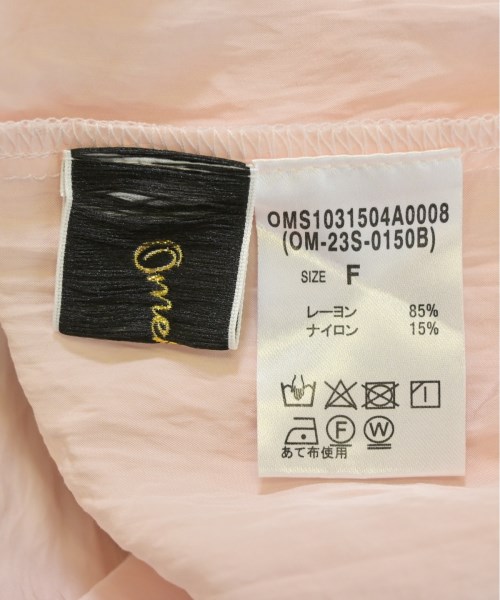 OMS1031504A0008
(OM-23S-0150B)
SIZE F
レーヨン 85%
ナイロン 15%
F W
あて布使用